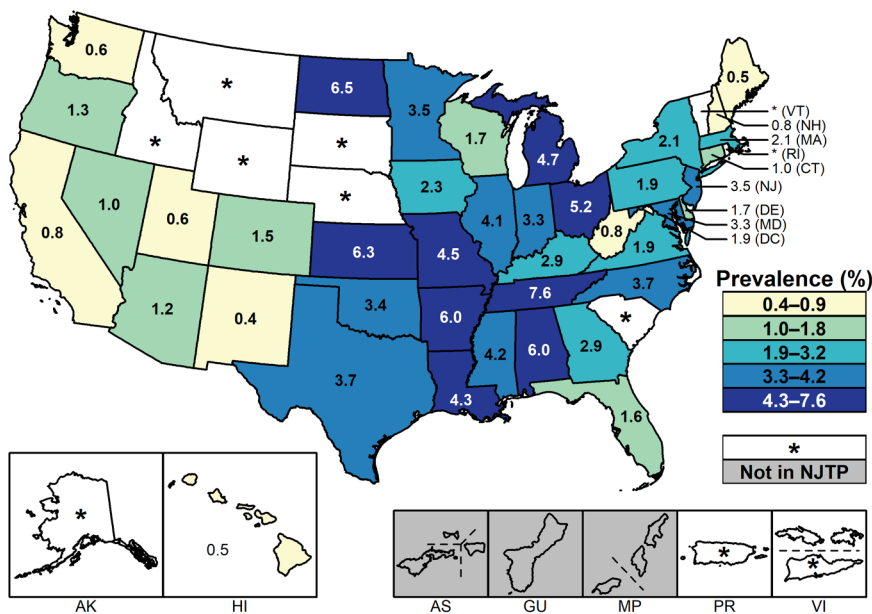 0.6
*
6.5
3.5
0.5
* (VT)
0.8 (NH)
2.1 (MA)
* (RI)
1.0 (CT)
3.5 (NJ)
1.7 (DE)
3.3 (MD)
1.9 (DC)
1.3
*
*
*
1.7
4.7
2.1
0.8
1.0
0.6
1.5
*
2.3
4.1
3.3
5.2
1.9
0.8
1.9
6.3
4.5
2.9
1.2
0.4
3.4
6.0
7.6
3.7
*
3.7
4.3
4.2
6.0
2.9
1.6
Prevalence (%)
0.4–0.9
1.0–1.8
1.9–3.2
3.3–4.2
4.3–7.6
*
Not in NJTP
*
0.5
*
*
AK
HI
AS
GU
MP
PR
VI